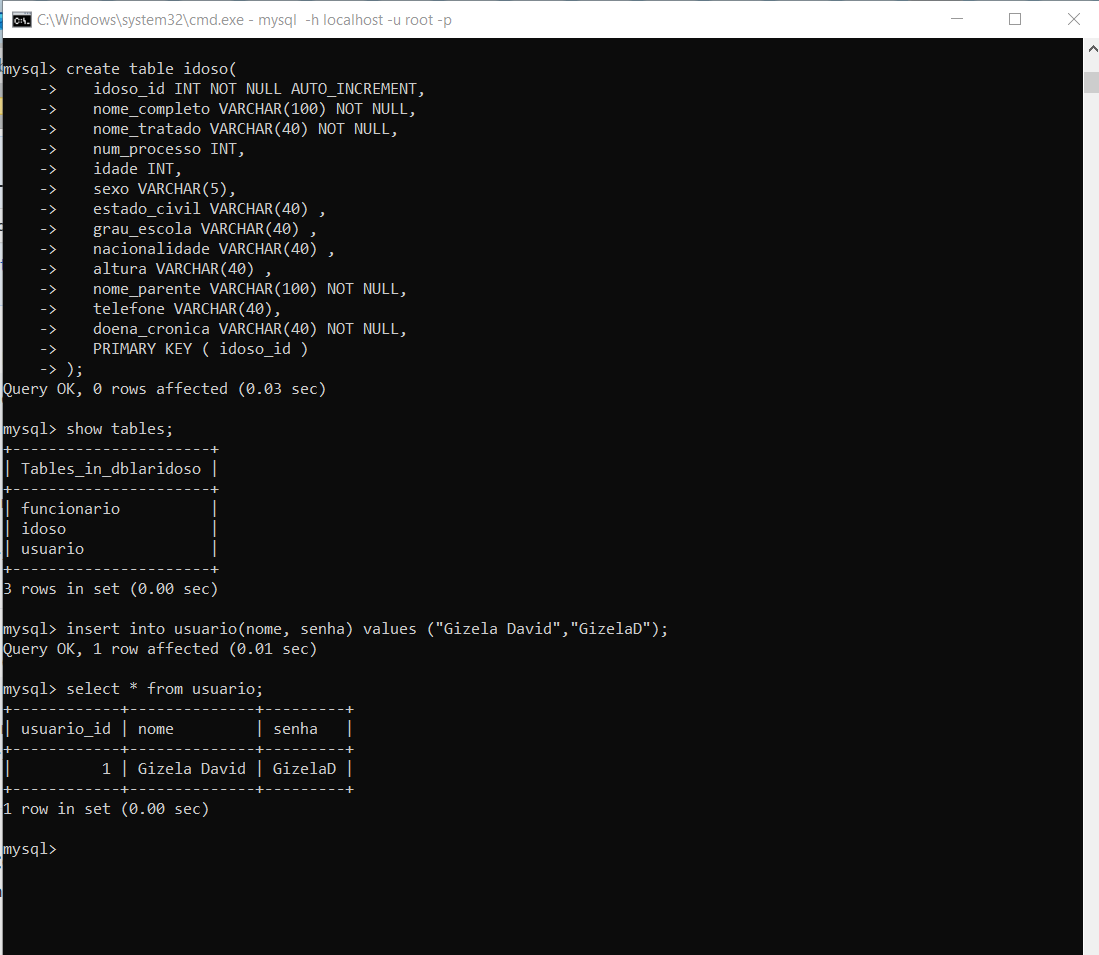 C:\Windows\system32\cmd.exe - mysql  -h localhost -u root -p
mysql> create table idoso(
    ->    idoso_id INT NOT NULL AUTO_INCREMENT,
    ->    nome_completo VARCHAR(100) NOT NULL,
    ->    nome_tratado VARCHAR(40) NOT NULL,
    ->    num_processo INT,
    ->    idade INT,
    ->    sexo VARCHAR(5),
    ->    estado_civil VARCHAR(40) ,
    ->    grau_escola VARCHAR(40) ,
    ->    nacionalidade VARCHAR(40) ,
    ->    altura VARCHAR(40) ,
    ->    nome_parente VARCHAR(100) NOT NULL,
    ->    telefone VARCHAR(40),
    ->    doena_cronica VARCHAR(40) NOT NULL,
    ->    PRIMARY KEY ( idoso_id )
    -> );
Query OK, 0 rows affected (0.03 sec)
mysql> show tables;
+----------------------+
| Tables_in_dblaridoso |
+----------------------+
| funcionario          |
| idoso                |
| usuario              |
+----------------------+
3 rows in set (0.00 sec)
mysql> insert into usuario(nome, senha) values ("Gizela David","GizelaD");
Query OK, 1 row affected (0.01 sec)
mysql> select * from usuario;
+------------+--------------+---------+
| usuario_id | nome         | senha   |
+------------+--------------+---------+
|          1 | Gizela David | GizelaD |
+------------+--------------+---------+
1 row in set (0.00 sec)
mysql>